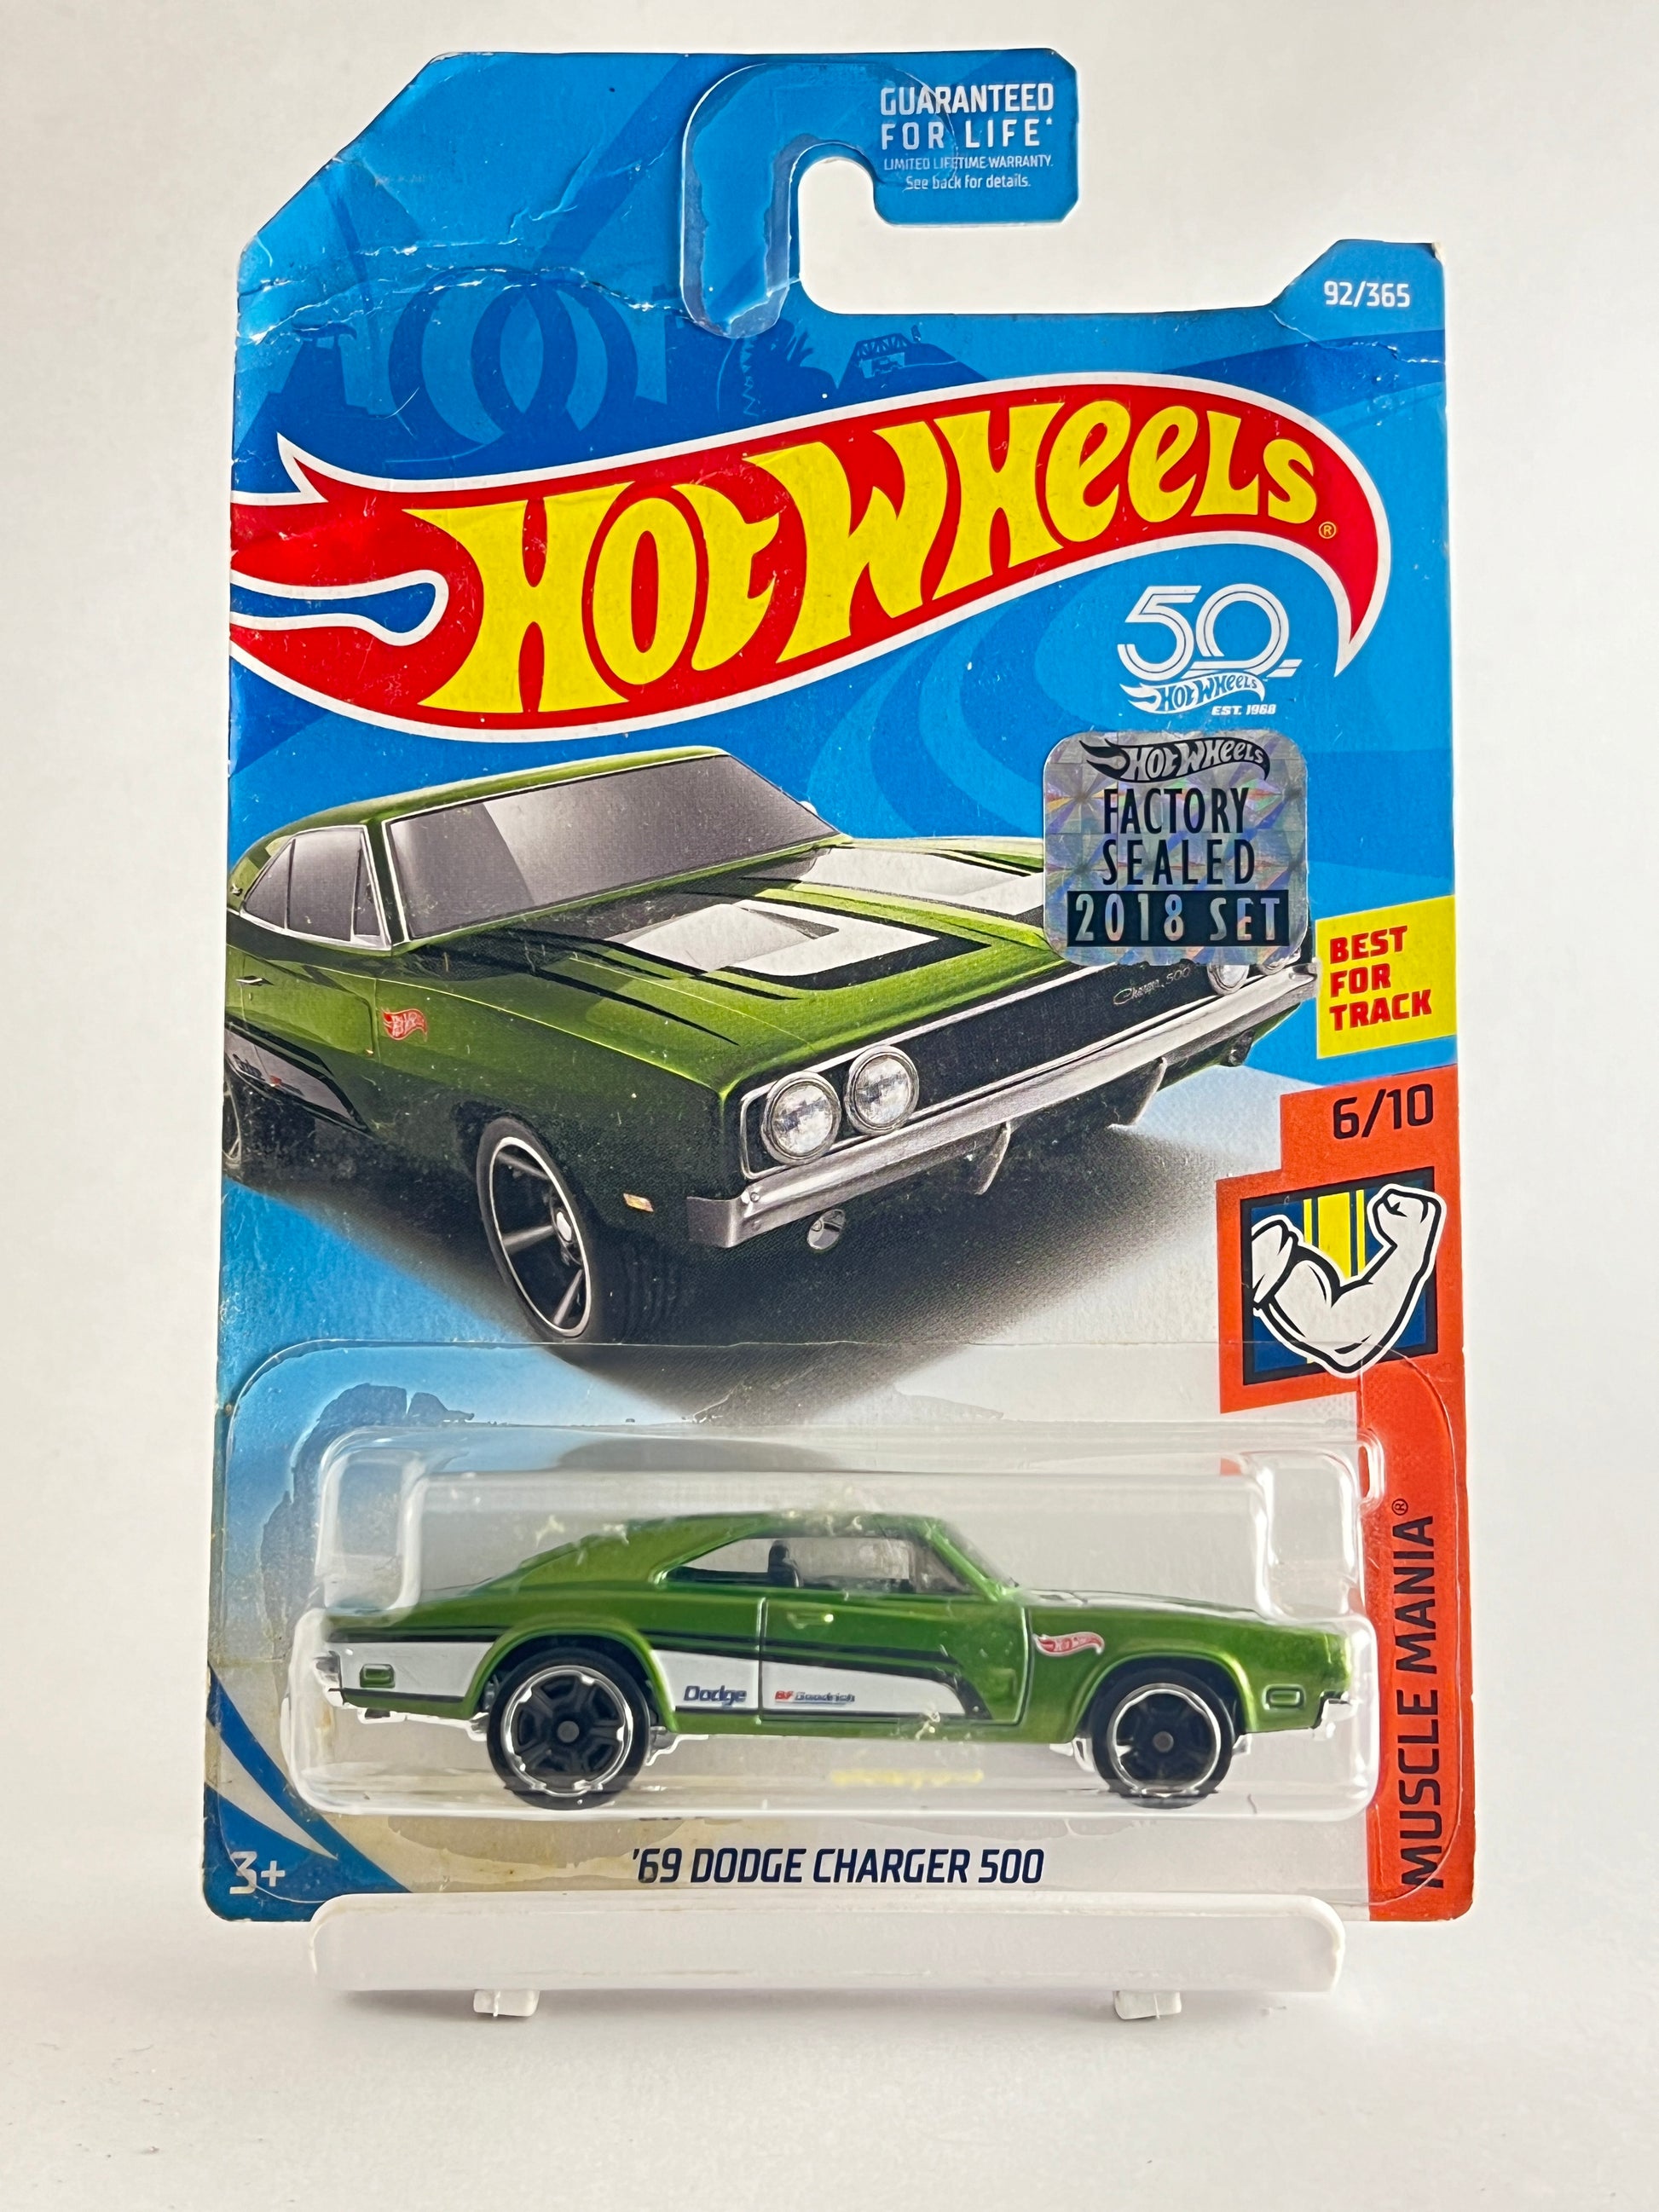 GUARANTEED
FOR LIFE*
LIMITED LIFETIME WARRANTY.
See back for details.
92/365
HOT WHEELS®
50
HOT WHEELS™
EST. 1968
HOT WHEELS
FACTORY
SEALED
2018 SET
Charger 500
BEST
FOR
TRACK
6/10
MUSCLE MANIA®
Hot Wheels
Dodge
BFGoodrich
3+
'69 DODGE CHARGER 500